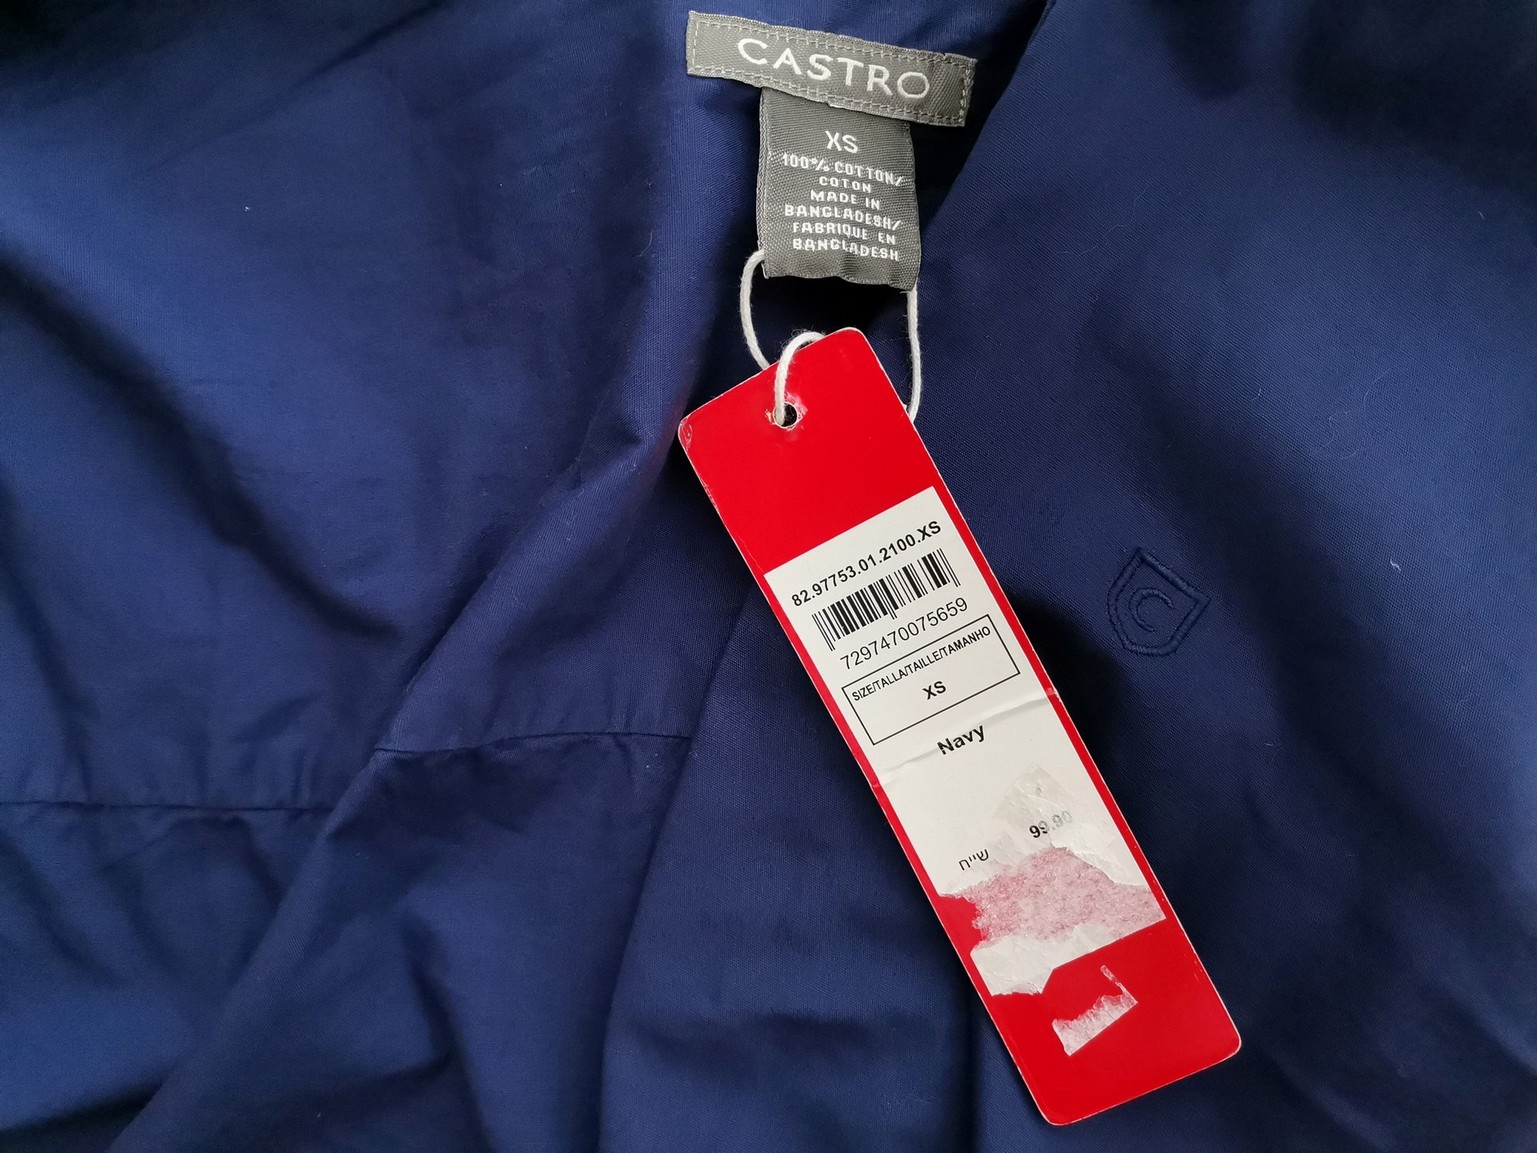 CASTRO
XS
100% COTTON/
COTON
MADE IN
BANGLADESH/
FABRIQUE EN
BANGLADESH
82.97753.01.2100.XS
7297470075659
SIZE/TALLA/TAILLE/TAMANHO
XS
Navy
99.90
שייח